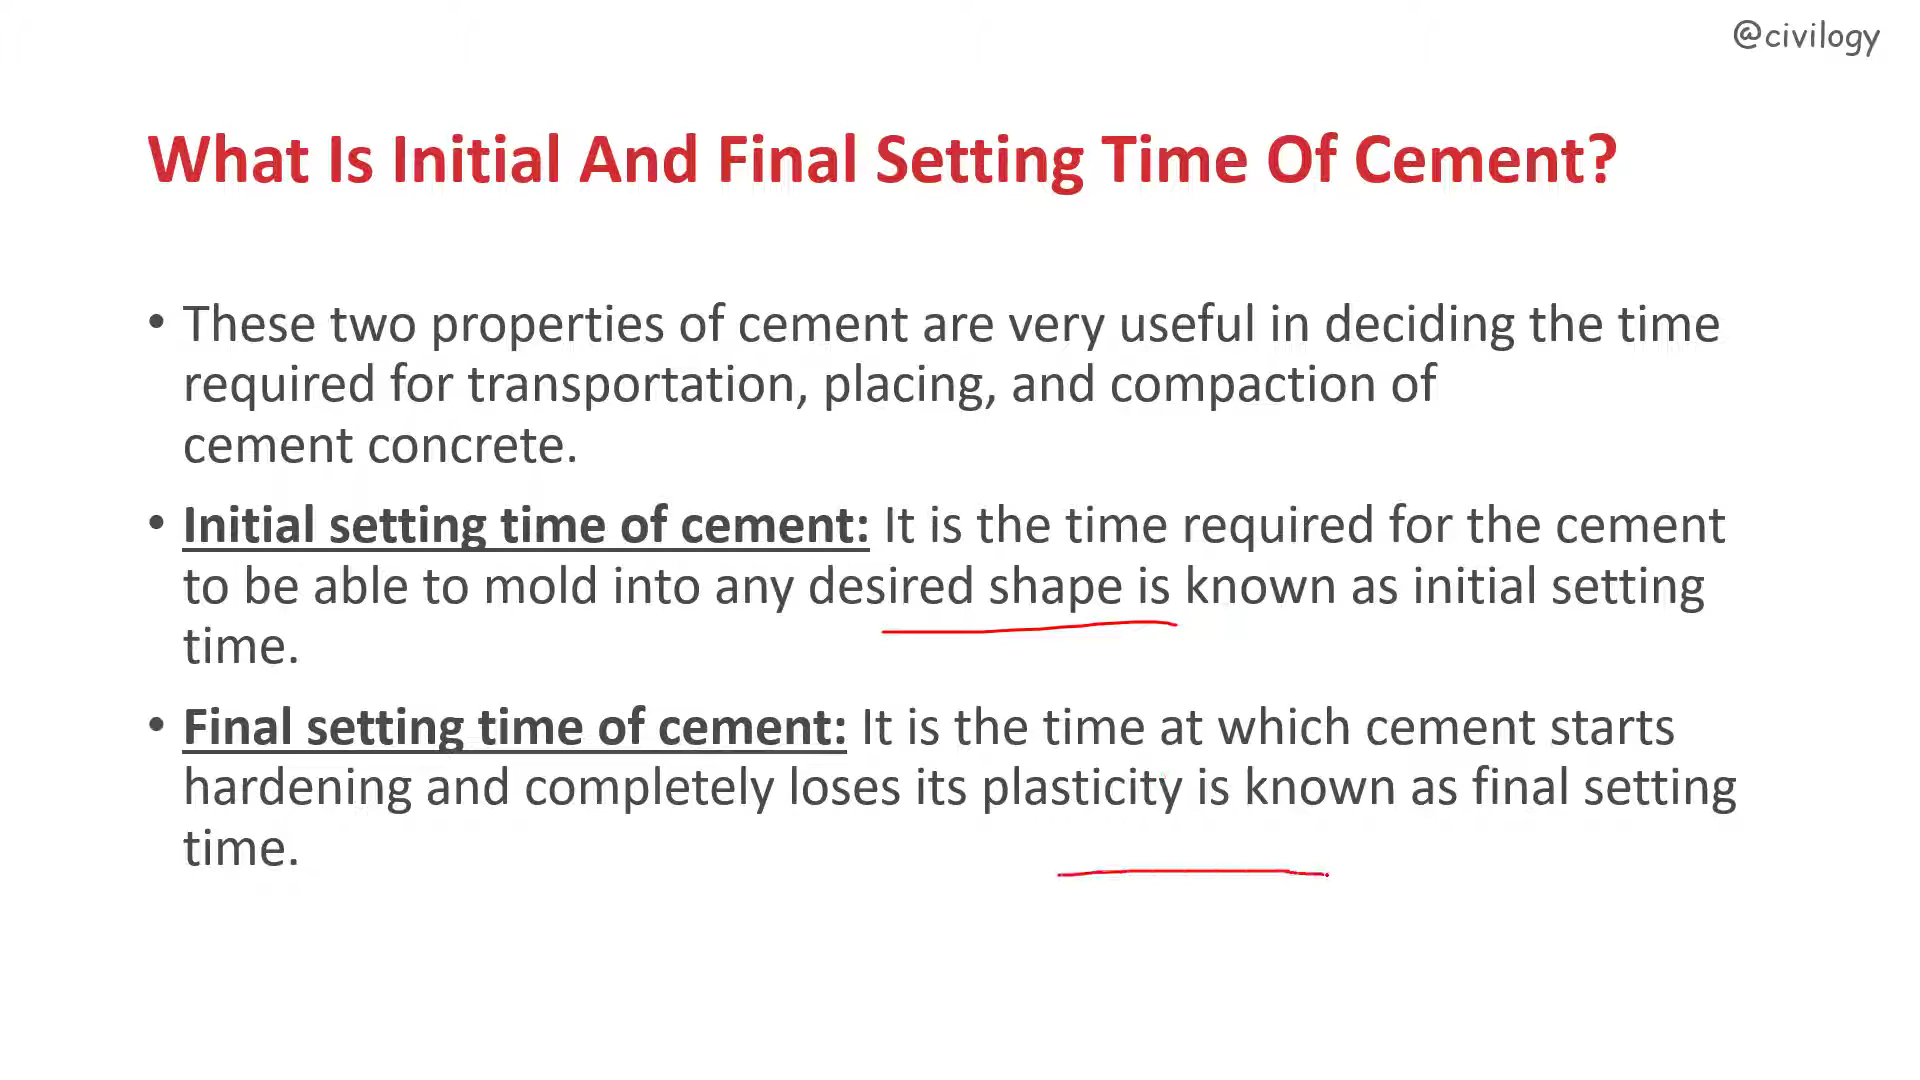 @civilogy
What Is Initial And Final Setting Time Of Cement?
• These two properties of cement are very useful in deciding the time
required for transportation, placing, and compaction of
cement concrete.
• Initial setting time of cement: It is the time required for the cement
to be able to mold into any desired shape is known as initial setting
time.
• Final setting time of cement: It is the time at which cement starts
hardening and completely loses its plasticity is known as final setting
time.